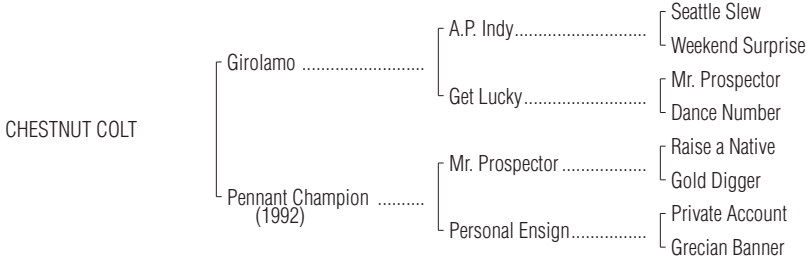 Seattle Slew
A.P. Indy..............................
Weekend Surprise
Girolamo ...........................
Mr. Prospector
Get Lucky............................
Dance Number
CHESTNUT COLT
Raise a Native
Mr. Prospector ...................
Gold Digger
Pennant Champion ..........
(1992)
Private Account
Personal Ensign.................
Grecian Banner